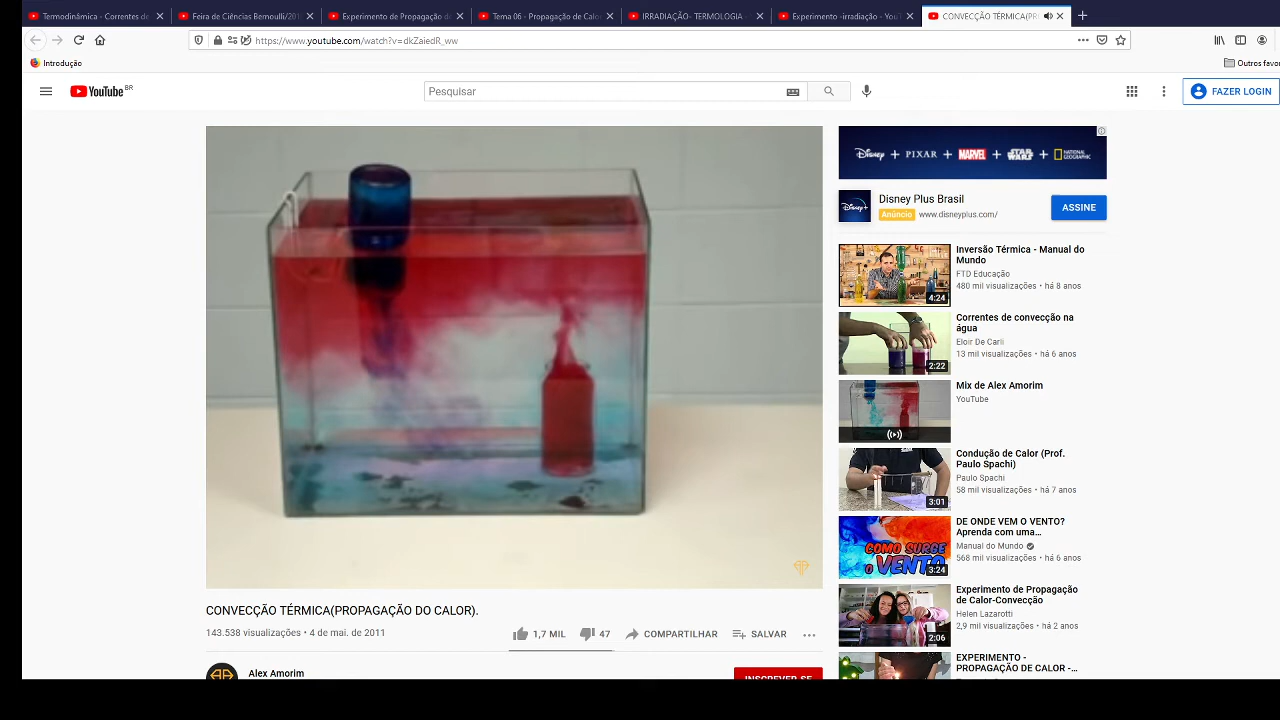 Termodinâmica - Correntes de
Feira de Ciências Bernoulli/201
Experimento de Propagação d
Tema 06 - Propagação de Calo
IRRADIAÇÃO- TERMOLOGIA -
Experimento -irradiação - YouT
CONVECÇÃO TÉRMICA(PR
https://www.youtube.com/watch?v=dkZaiedR_ww
Introdução
Outros favor
YouTube BR
Pesquisar
FAZER LOGIN
Disney + PIXAR + MARVEL + STAR WARS + NATIONAL GEOGRAPHIC
Disney+
Disney Plus Brasil
Anúncio www.disneyplus.com/
ASSINE
Inversão Térmica - Manual do
Mundo
FTD Educação
480 mil visualizações • há 8 anos
4:24
Correntes de convecção na
água
Eloir De Carli
13 mil visualizações • há 6 anos
2:22
Mix de Alex Amorim
YouTube
Condução de Calor (Prof.
Paulo Spachi)
Paulo Spachi
58 mil visualizações • há 7 anos
3:01
DE ONDE VEM O VENTO?
Aprenda com uma...
Manual do Mundo
568 mil visualizações • há 6 anos
COMO SURGE
O VENTO
3:24
Experimento de Propagação
de Calor-Convecção
Helen Lazarotti
2,9 mil visualizações • há 2 anos
2:06
EXPERIMENTO -
PROPAGAÇÃO DE CALOR -...
CONVECÇÃO TÉRMICA(PROPAGAÇÃO DO CALOR).
143.538 visualizações • 4 de mai. de 2011
1,7 MIL
47
COMPARTILHAR
SALVAR
Alex Amorim
INSCREVER-SE